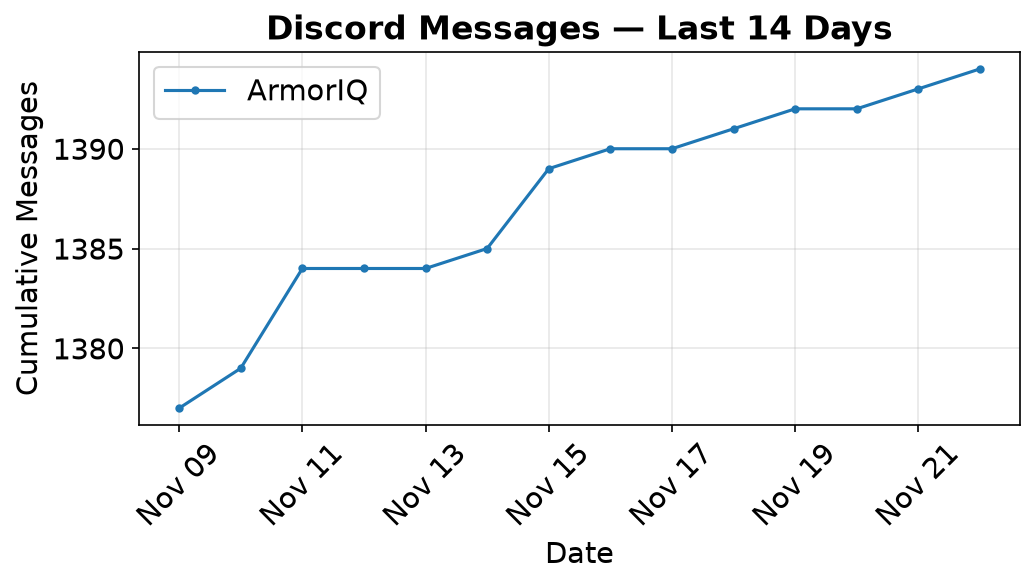 Discord Messages — Last 14 Days
ArmorIQ
Cumulative Messages
1390
1385
1380
Nov 09
Nov 11
Nov 13
Nov 15
Nov 17
Nov 19
Nov 21
Date